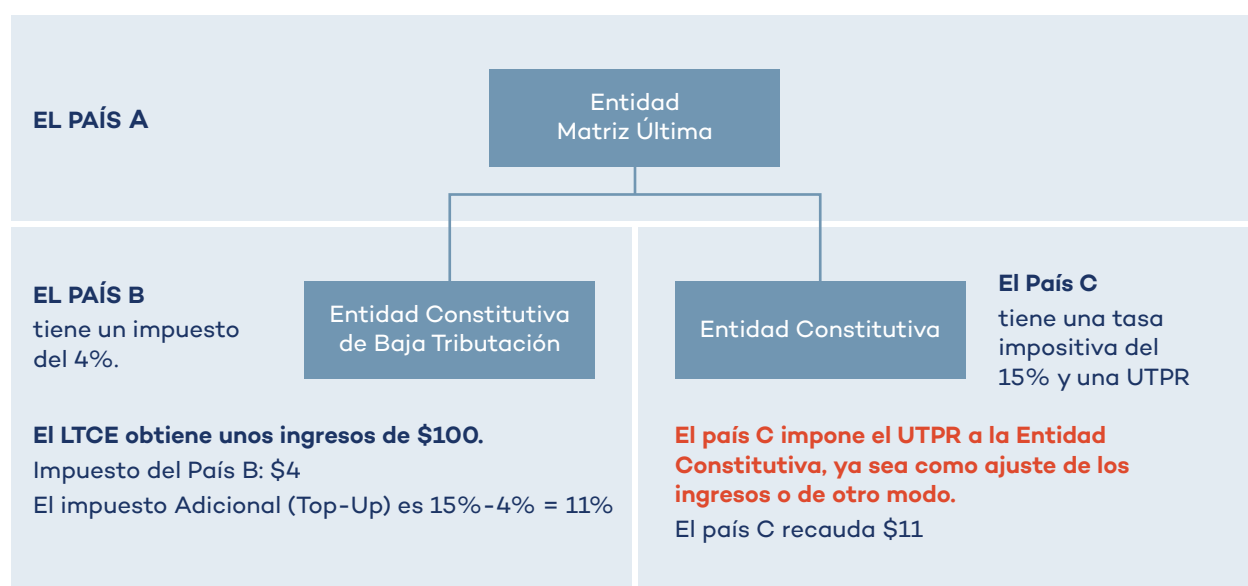 EL PAÍS A
Entidad
Matriz Última
EL PAÍS B
tiene un impuesto
del 4%.
Entidad Constitutiva
de Baja Tributación
El LTCE obtiene unos ingresos de $100.
Impuesto del País B: $4
El impuesto Adicional (Top-Up) es 15%-4% = 11%
Entidad Constitutiva
El País C
tiene una tasa
impositiva del
15% y una UTPR
El país C impone el UTPR a la Entidad
Constitutiva, ya sea como ajuste de los
ingresos o de otro modo.
El país C recauda $11